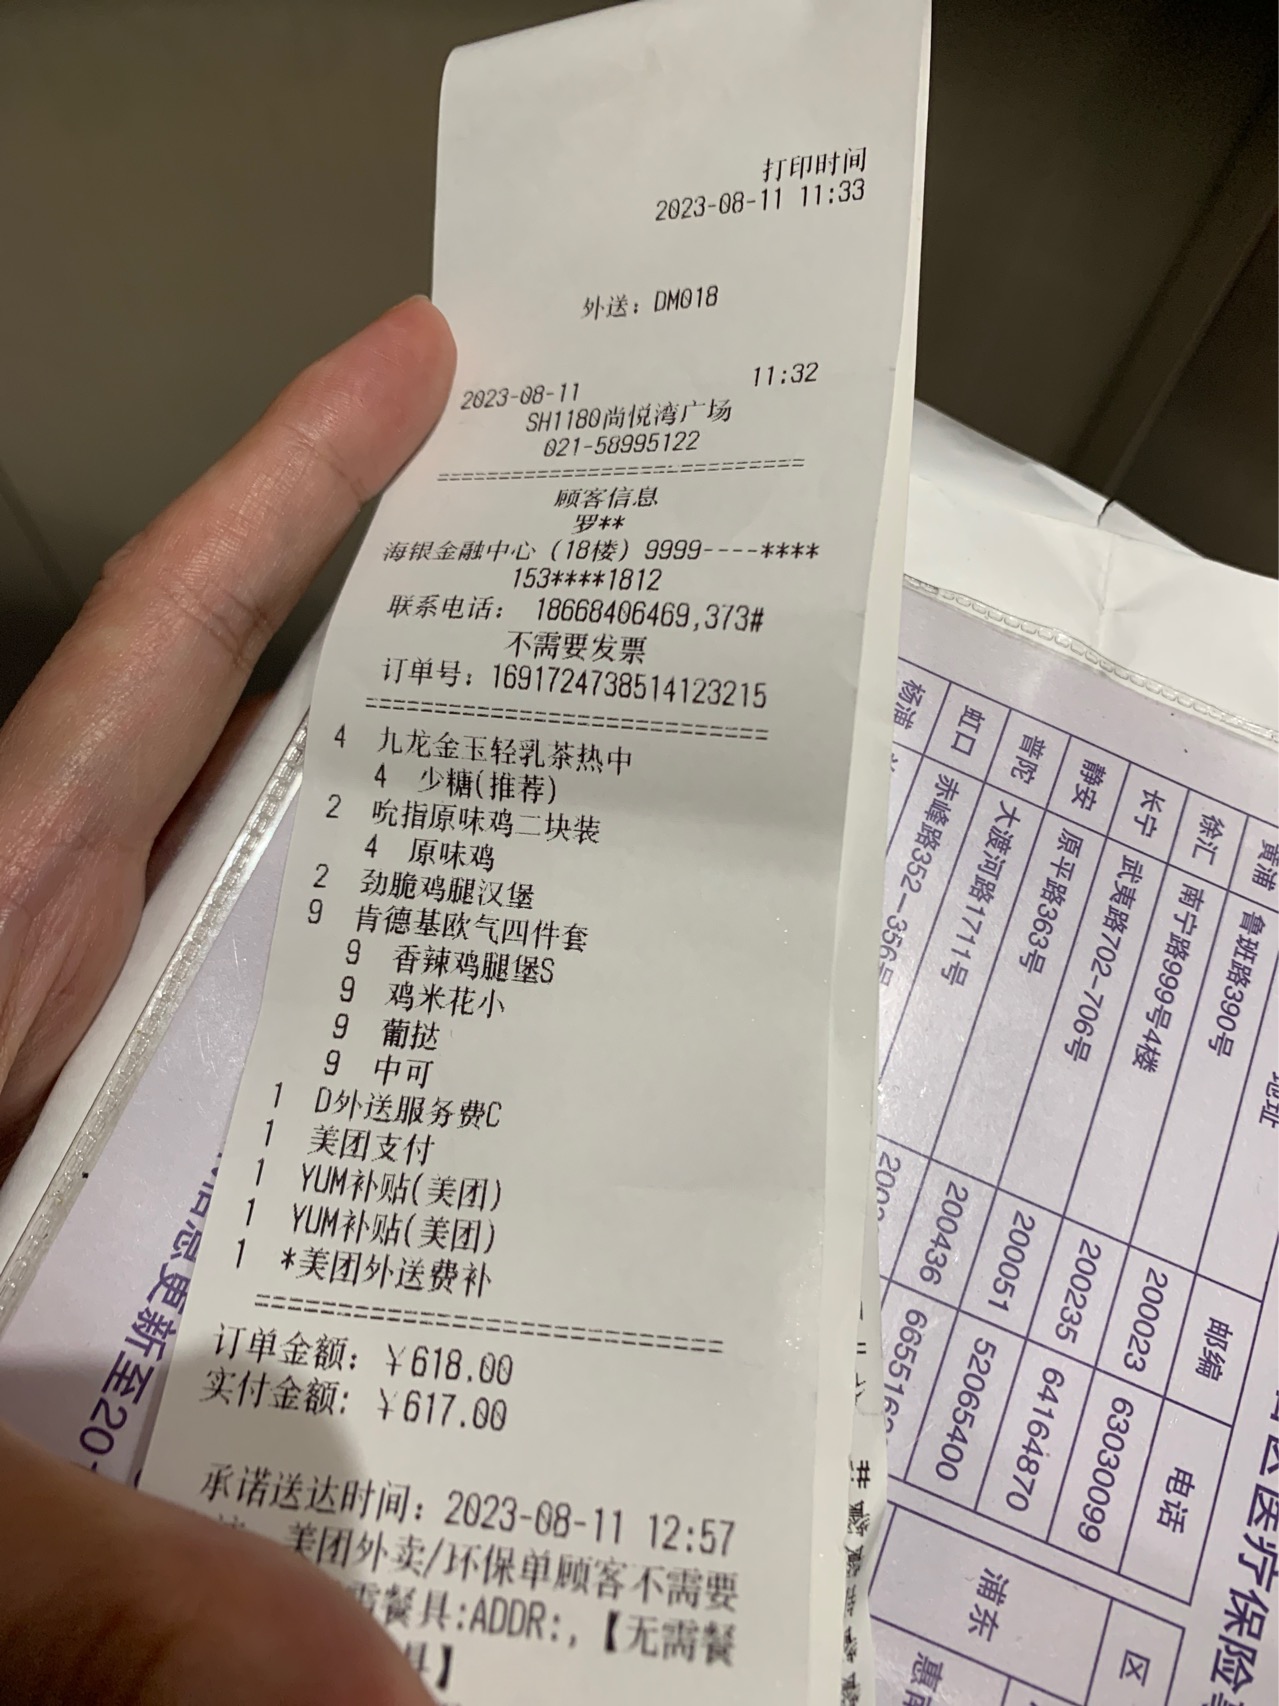 打印时间
2023-08-11 11:33
外送：DM018
2023-08-11 11:32
SH1180尚悦湾广场
021-58995122
============================
顾客信息
罗**
海银金融中心（18楼）9999----****
153****1812
联系电话： 18668406469,373#
不需要发票
订单号：1691724738514123215
============================
4 九龙金玉轻乳茶热中
4 少糖(推荐)
2 吮指原味鸡二块装
4 原味鸡
2 劲脆鸡腿汉堡
9 肯德基欧气四件套
9 香辣鸡腿堡S
9 鸡米花小
9 葡挞
9 中可
1 D外送服务费C
1 美团支付
1 YUM补贴(美团)
1 YUM补贴(美团)
1 *美团外送费补
============================
订单金额：￥618.00
实付金额：￥617.00
承诺送达时间：2023-08-11 12:57
美团外卖/环保单顾客不需要
餐具:ADDR:,【无需餐
具】
区医疗保险
地址 邮编 电话
黄浦 鲁班路390号 200023 63030099
徐汇 南宁路999号4楼 200235 64164870
长宁 武夷路702-706号 200051 52065400
静安 原平路363号 200436
普陀 大渡河路1711号
虹口 赤峰路352-356号
杨浦
区
浦东
息更新至20